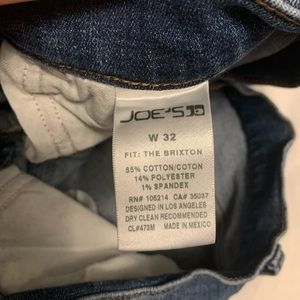 JOE'S
W 32
FIT: THE BRIXTON
85% COTTON/COTON
14% POLYESTER
1% SPANDEX
RN# 105214 CA# 35037
DESIGNED IN LOS ANGELES
DRY CLEAN RECOMMENDED
CL#473M MADE IN MEXICO